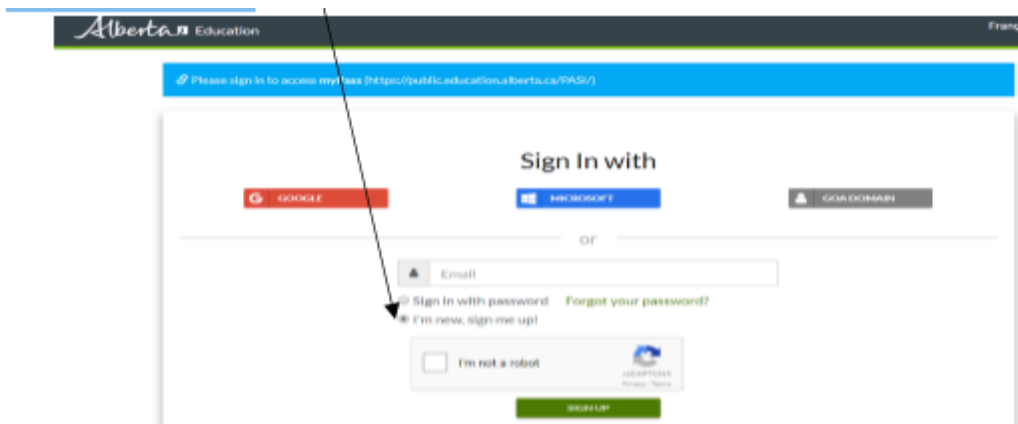 Alberta Education
Franç
Please sign in to access myPass (https://public.education.alberta.ca/PASI/)
Sign In with
GOOGLE
MICROSOFT
GOA DOMAIN
or
Email
Sign in with password Forgot your password?
I'm new, sign me up!
I'm not a robot
reCAPTCHA
Privacy - Terms
SIGN UP